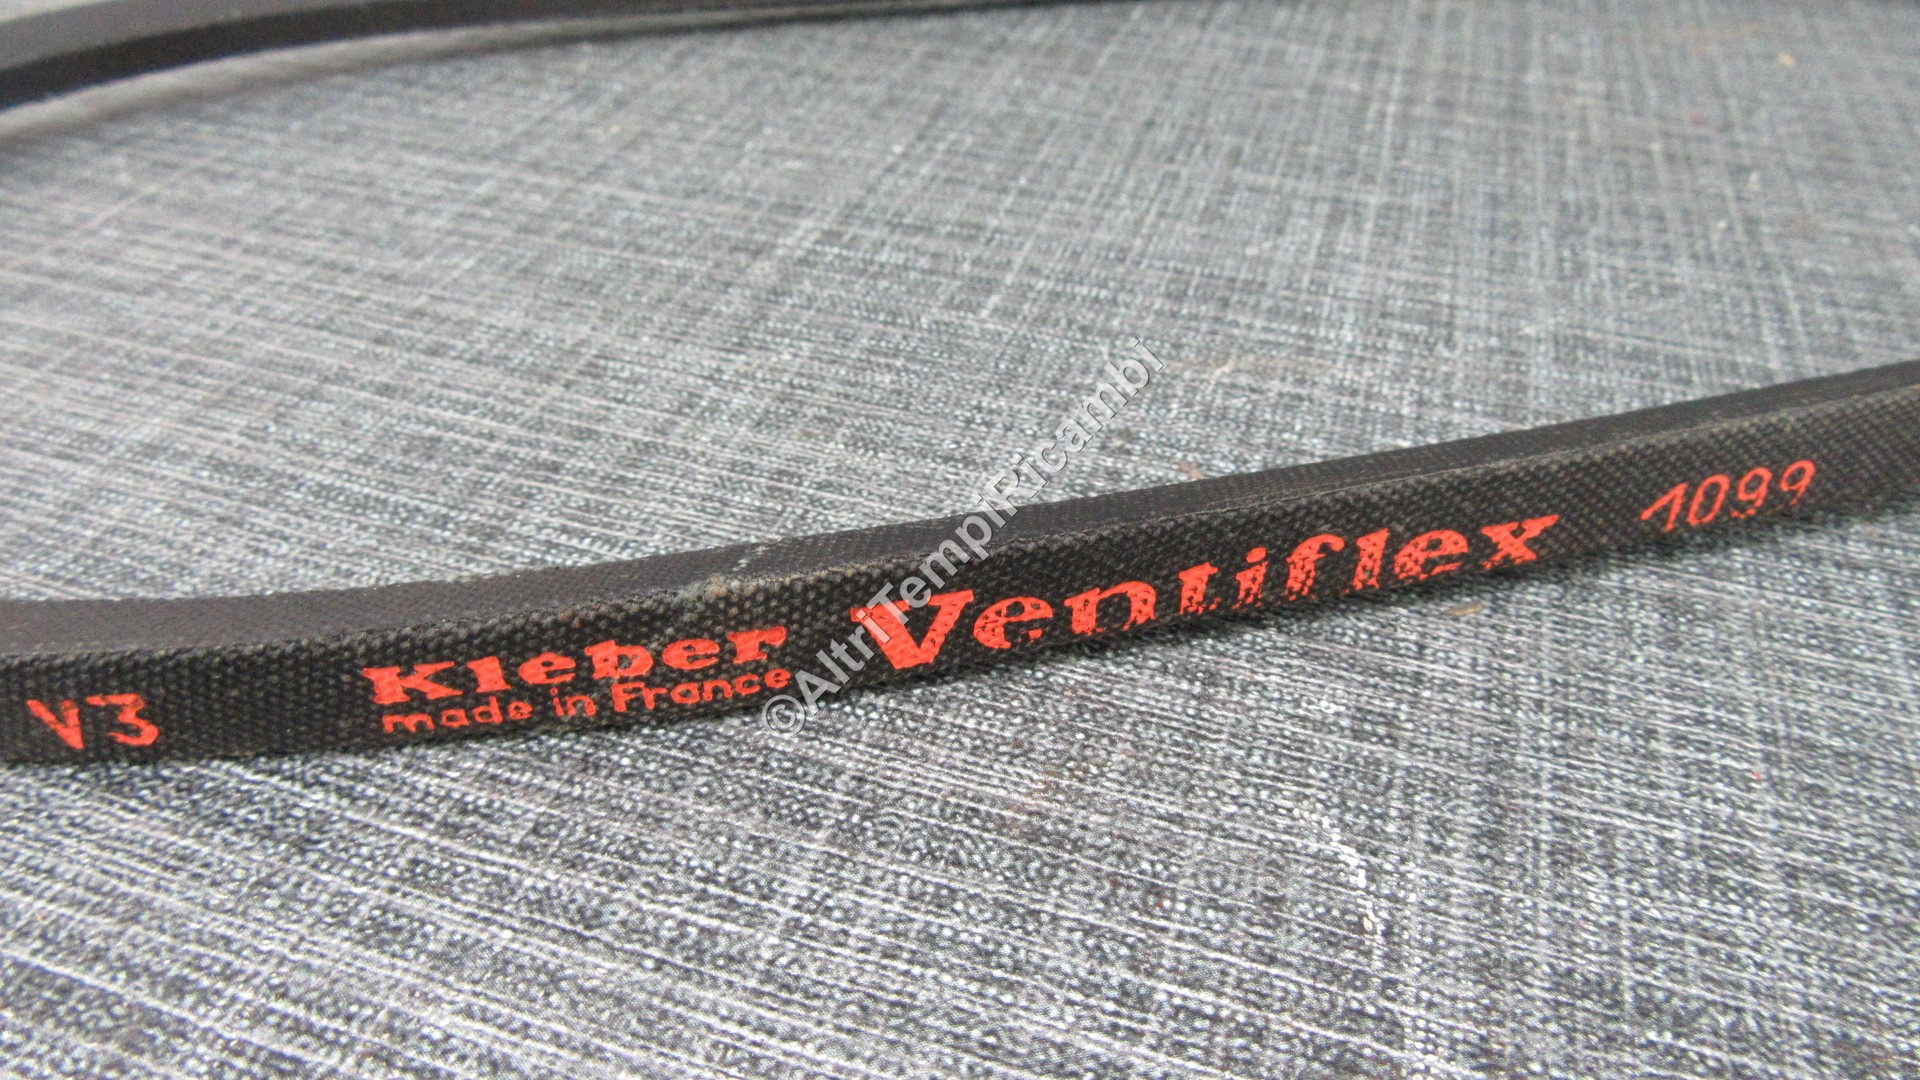 V3
Kleber Ventiflex 1099
made in France
©AltriTempiRicambi